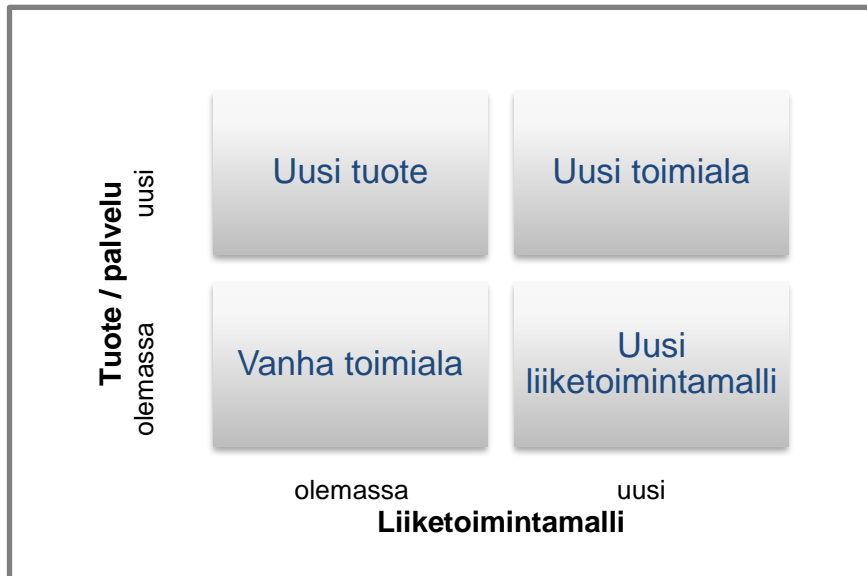 Tuote / palvelu
uusi
olemassa
Uusi tuote
Uusi toimiala
Vanha toimiala
Uusi
liiketoimintamalli
olemassa
uusi
Liiketoimintamalli